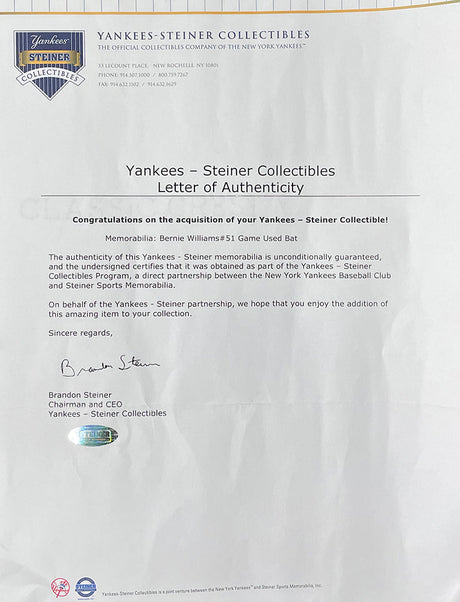 Yankees
STEINER
COLLECTIBLES
YANKEES-STEINER COLLECTIBLES
THE OFFICIAL COLLECTIBLES COMPANY OF THE NEW YORK YANKEES™
33 LECOUNT PLACE, NEW ROCHELLE, NY 10801
PHONE: 914.307.1000 / 800.759.7267
FAX: 914.632.1102 / 914.632.1629
Yankees – Steiner Collectibles
Letter of Authenticity
Congratulations on the acquisition of your Yankees – Steiner Collectible!
Memorabilia: Bernie Williams#51 Game Used Bat
The authenticity of this Yankees - Steiner memorabilia is unconditionally guaranteed,
and the undersigned certifies that it was obtained as part of the Yankees – Steiner
Collectibles Program, a direct partnership between the New York Yankees Baseball Club
and Steiner Sports Memorabilia.
On behalf of the Yankees - Steiner partnership, we hope that you enjoy the addition of
this amazing item to your collection.
Sincere regards,
Brandon Steiner
Brandon Steiner
Chairman and CEO
Yankees – Steiner Collectibles
STEINER
Yankees-Steiner Collectibles is a joint venture between the New York Yankees™ and Steiner Sports Memorabilia, Inc.